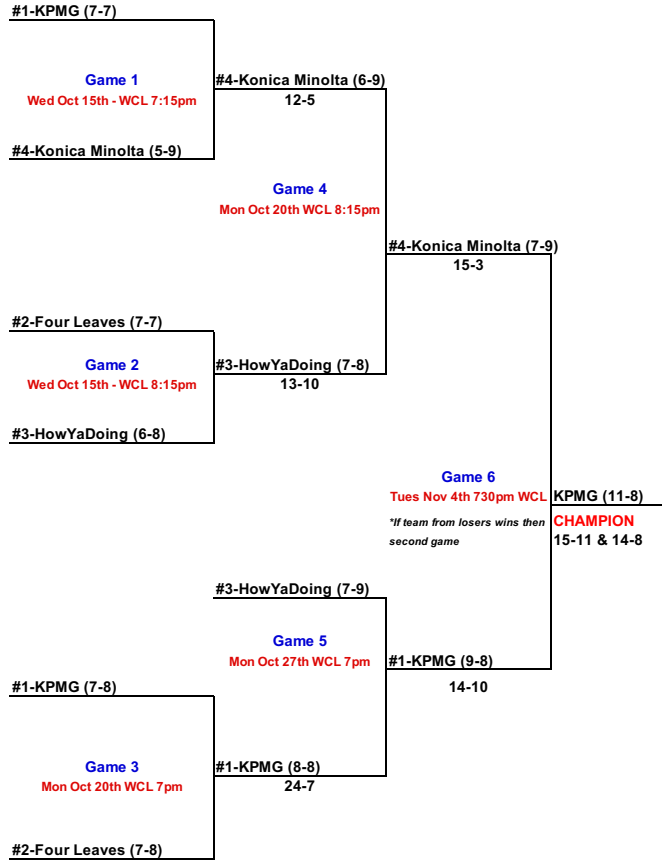 #1-KPMG (7-7)
Game 1
Wed Oct 15th - WCL 7:15pm
#4-Konica Minolta (6-9)
12-5
#4-Konica Minolta (5-9)
Game 4
Mon Oct 20th WCL 8:15pm
#4-Konica Minolta (7-9)
15-3
#2-Four Leaves (7-7)
Game 2
Wed Oct 15th - WCL 8:15pm
#3-HowYaDoing (7-8)
13-10
#3-HowYaDoing (6-8)
Game 6
Tues Nov 4th 730pm WCL
*If team from losers wins then
second game
KPMG (11-8)
CHAMPION
15-11 & 14-8
#3-HowYaDoing (7-9)
Game 5
Mon Oct 27th WCL 7pm
#1-KPMG (9-8)
14-10
#1-KPMG (7-8)
Game 3
Mon Oct 20th WCL 7pm
#1-KPMG (8-8)
24-7
#2-Four Leaves (7-8)